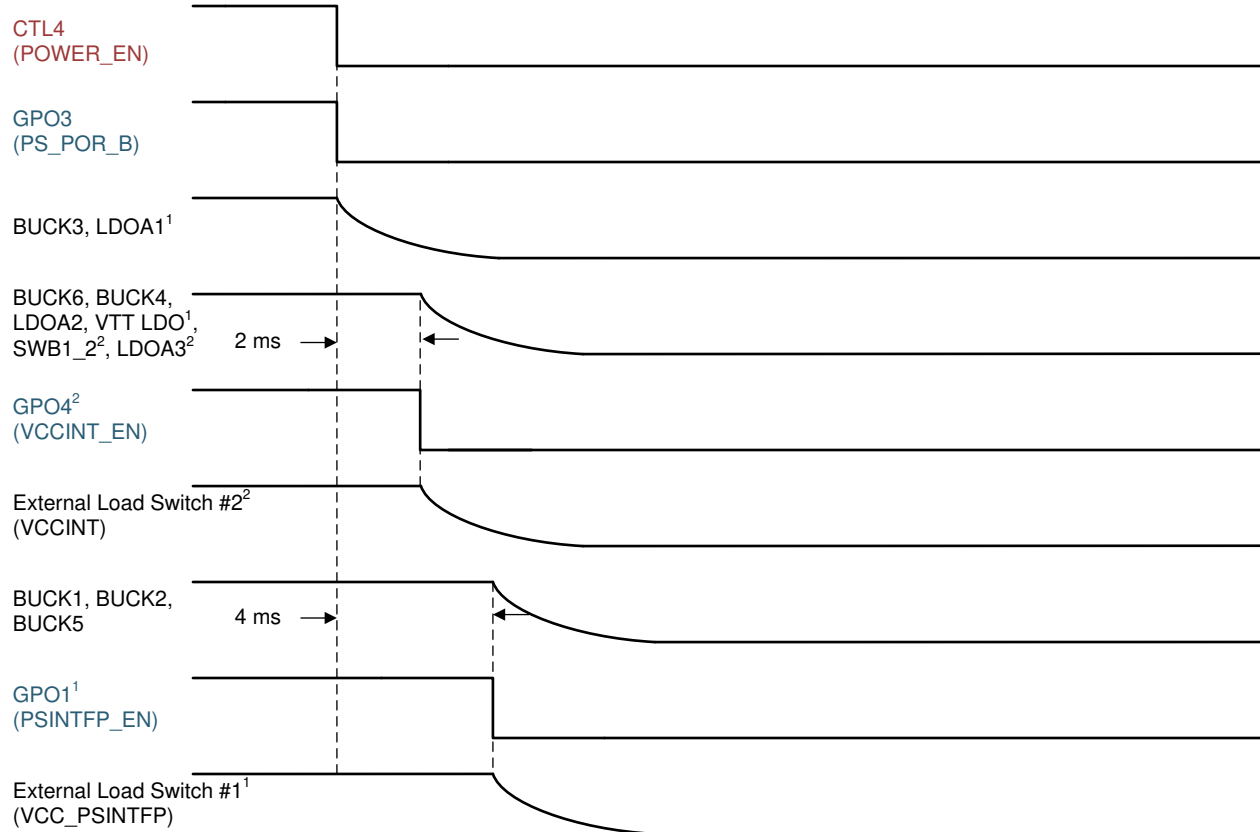 CTL4
(POWER_EN)
GPO3
(PS_POR_B)
BUCK3, LDOA1¹
BUCK6, BUCK4,
LDOA2, VTT LDO¹,
SWB1_2², LDOA3²
2 ms
GPO4²
(VCCINT_EN)
External Load Switch #2²
(VCCINT)
BUCK1, BUCK2,
BUCK5
4 ms
GPO1¹
(PSINTFP_EN)
External Load Switch #1¹
(VCC_PSINTFP)